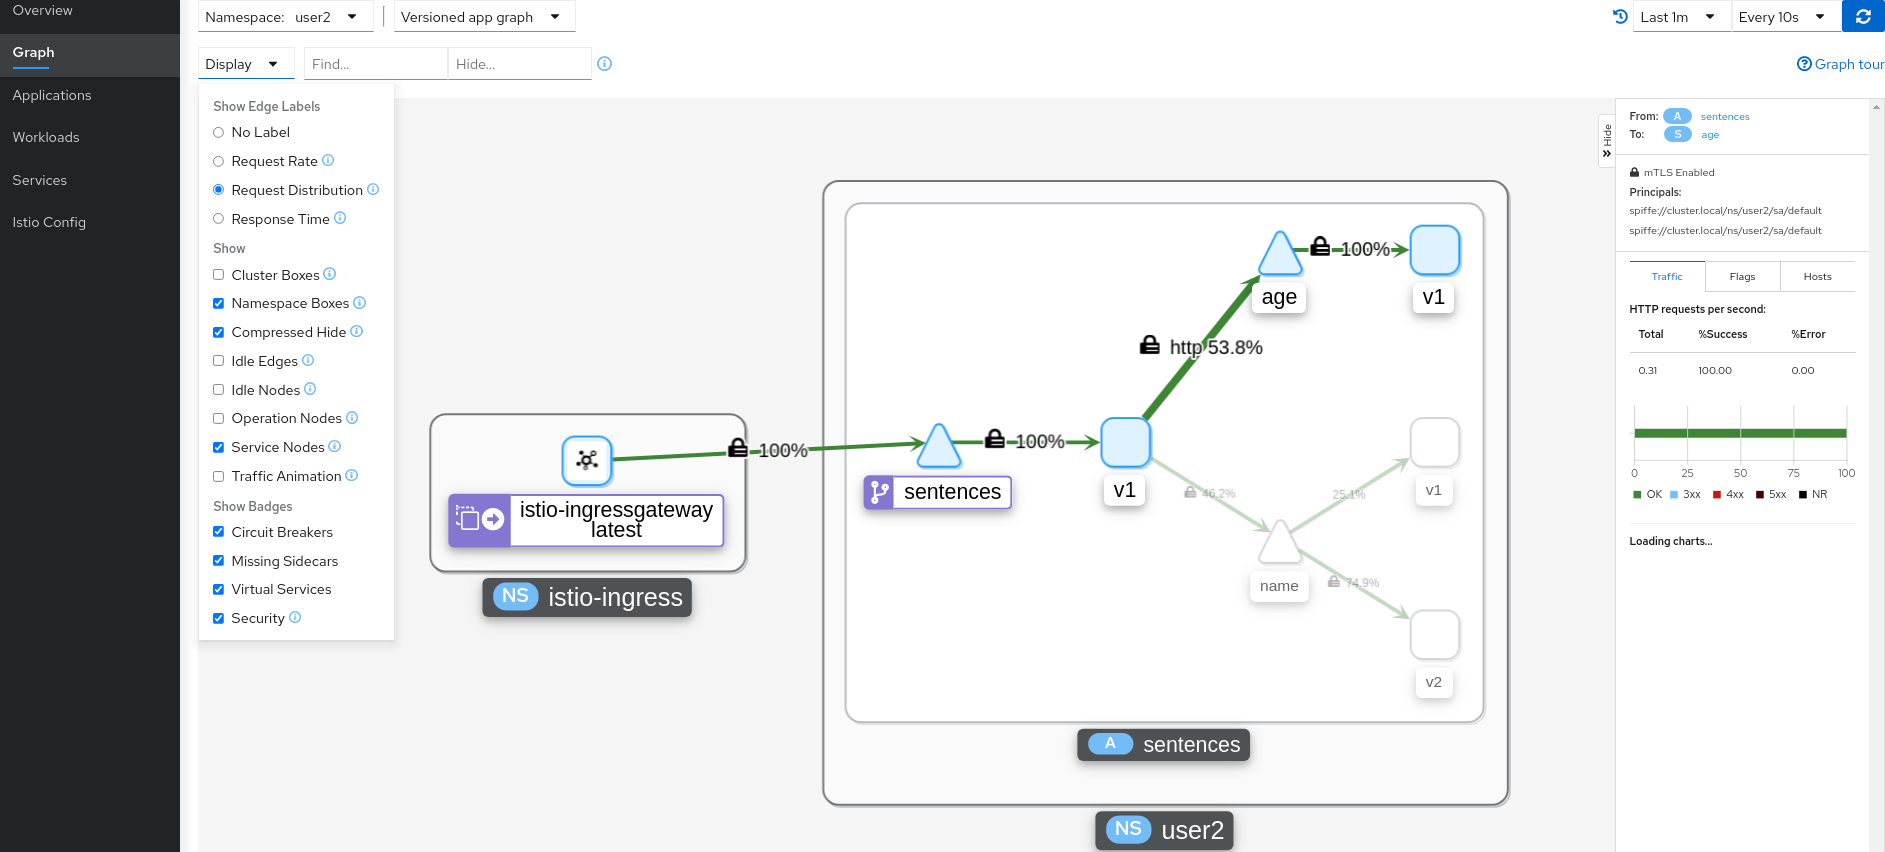 Overview
Graph
Applications
Workloads
Services
Istio Config
Namespace: user2
Versioned app graph
Last 1m
Every 10s
Display
Find...
Hide...
Graph tour
Show Edge Labels
No Label
Request Rate
Request Distribution
Response Time
Show
Cluster Boxes
Namespace Boxes
Compressed Hide
Idle Edges
Idle Nodes
Operation Nodes
Service Nodes
Traffic Animation
Show Badges
Circuit Breakers
Missing Sidecars
Virtual Services
Security
100%
age
v1
http 53.8%
100%
100%
istio-ingressgateway
latest
sentences
v1
46.2%
25.1%
v1
name
74.9%
v2
NS istio-ingress
A sentences
NS user2
Hide
From: A sentences
To: S age
mTLS Enabled
Principals:
spiffe://cluster.local/ns/user2/sa/default
spiffe://cluster.local/ns/user2/sa/default
Traffic Flags Hosts
HTTP requests per second:
Total %Success %Error
0.31 100.00 0.00
0 25 50 75 100
OK 3xx 4xx 5xx NR
Loading charts...